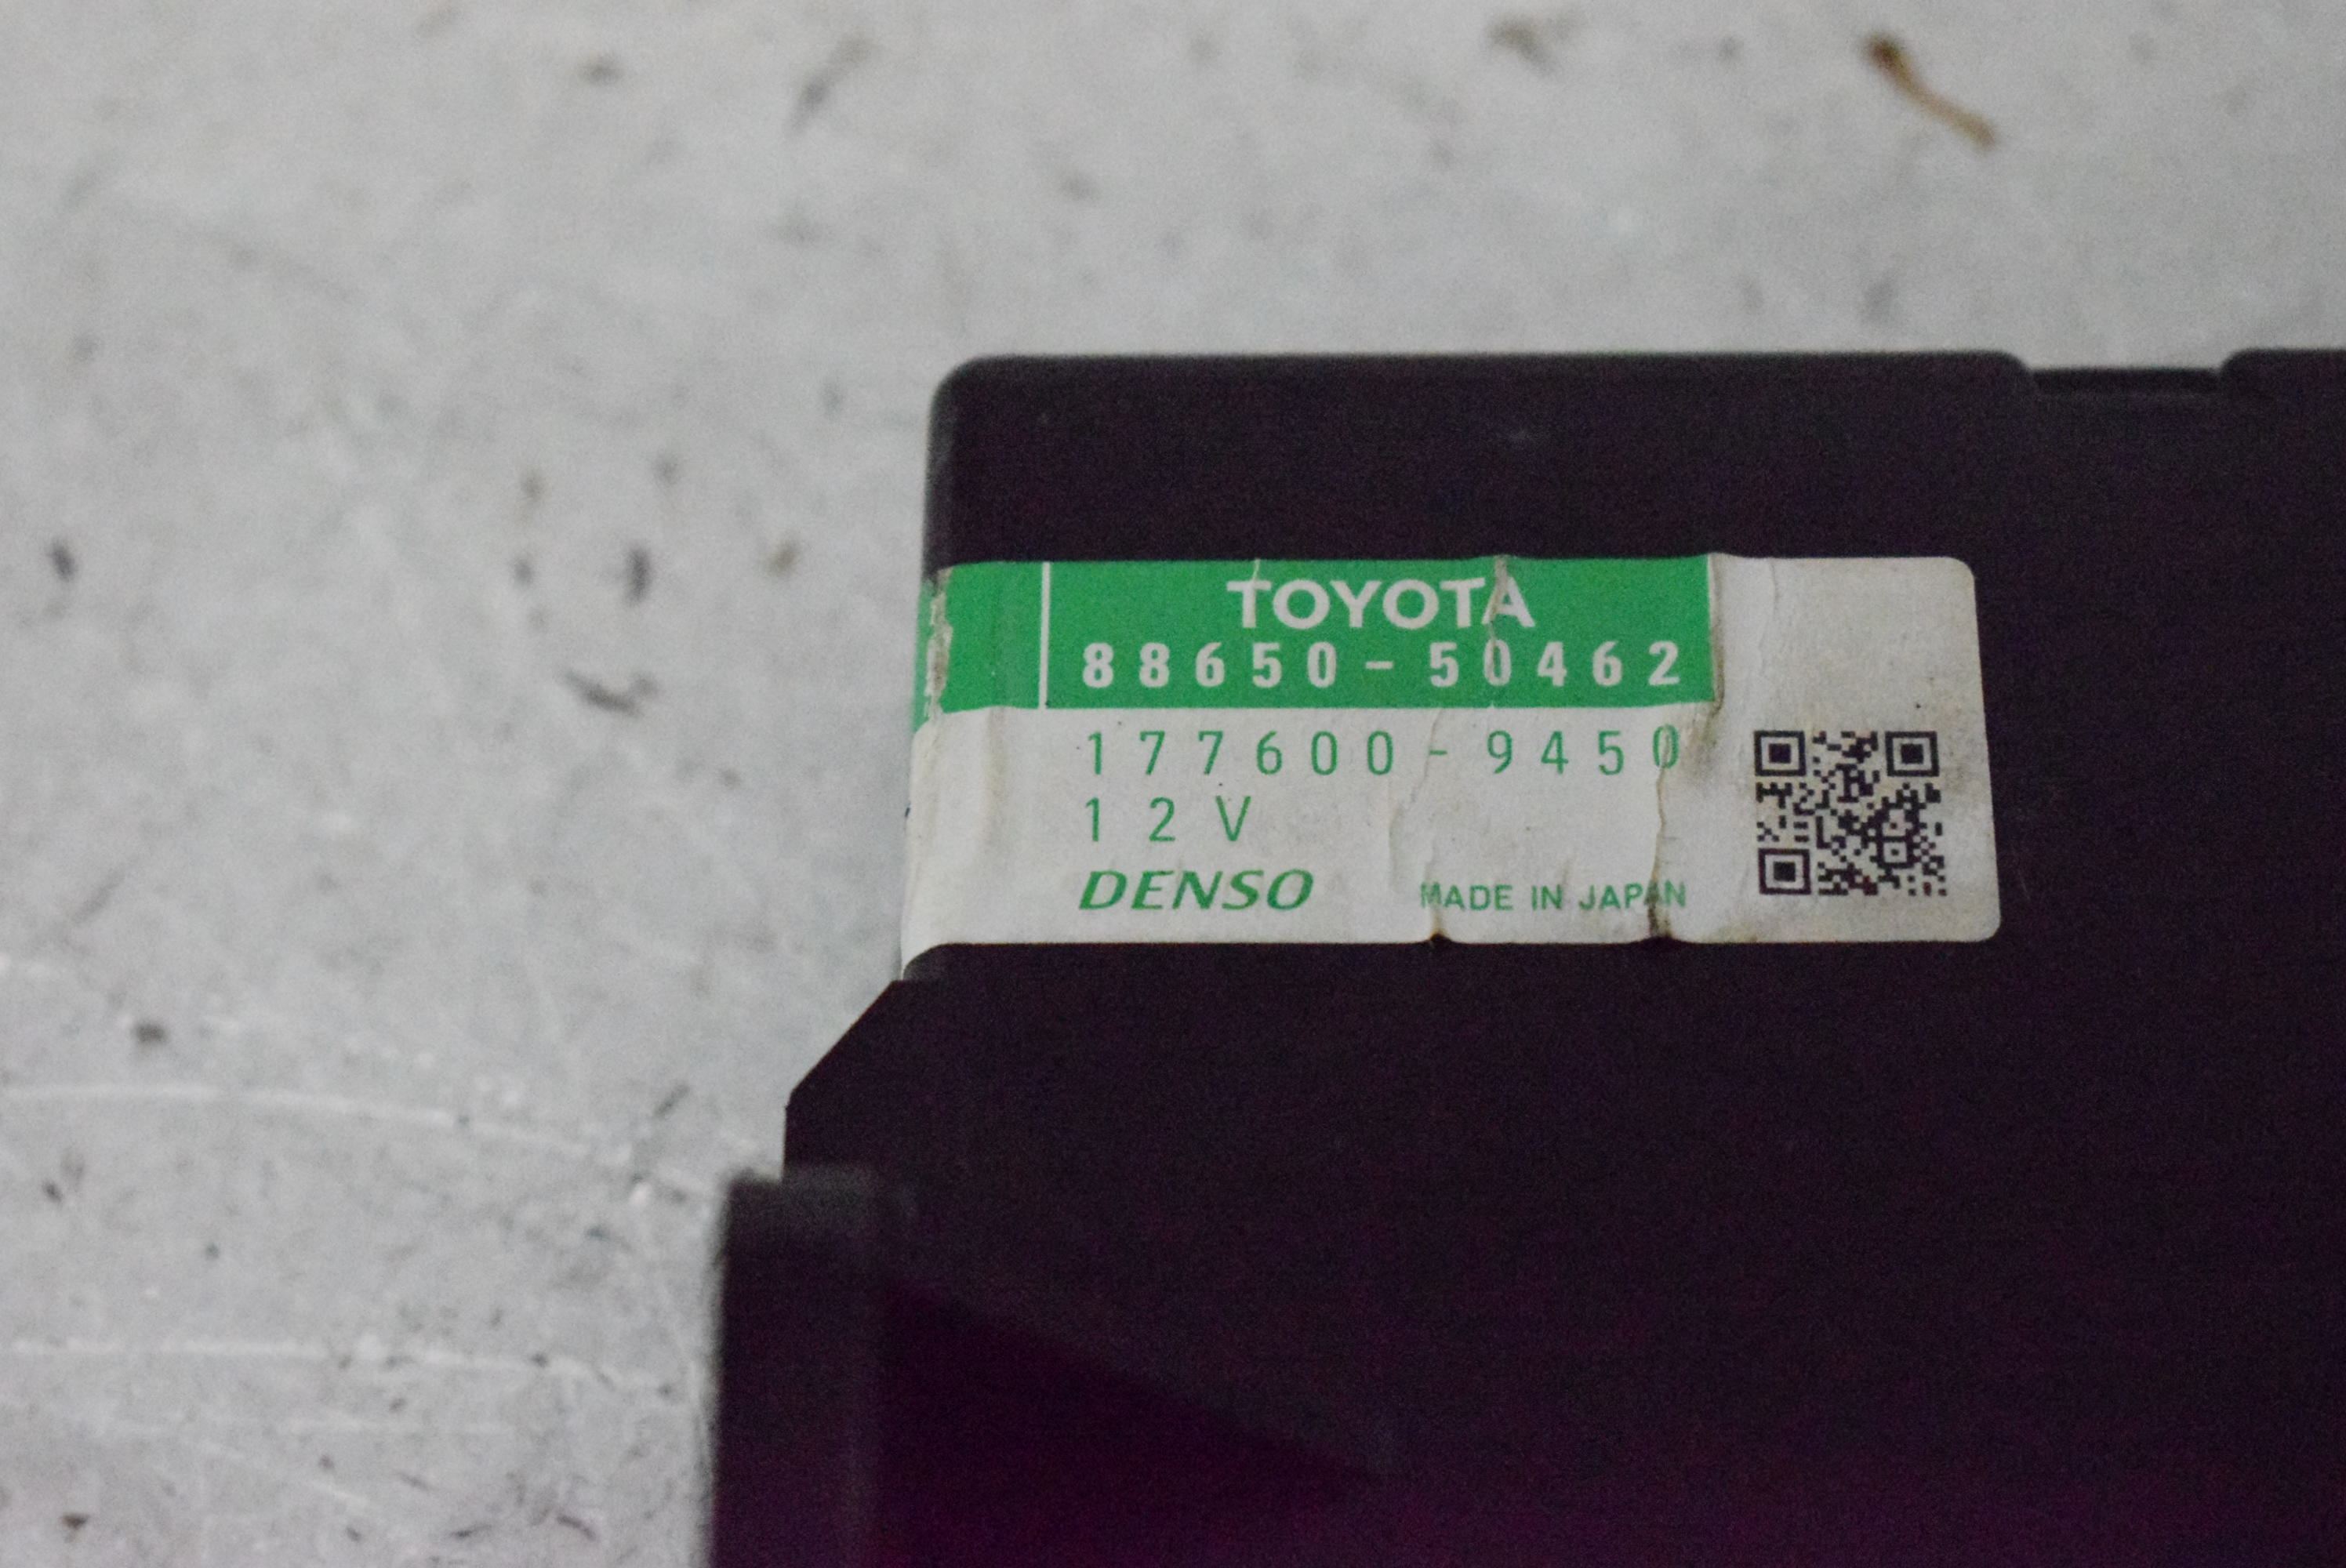 TOYOTA
88650-50462
177600-9450
12V
DENSO MADE IN JAPAN